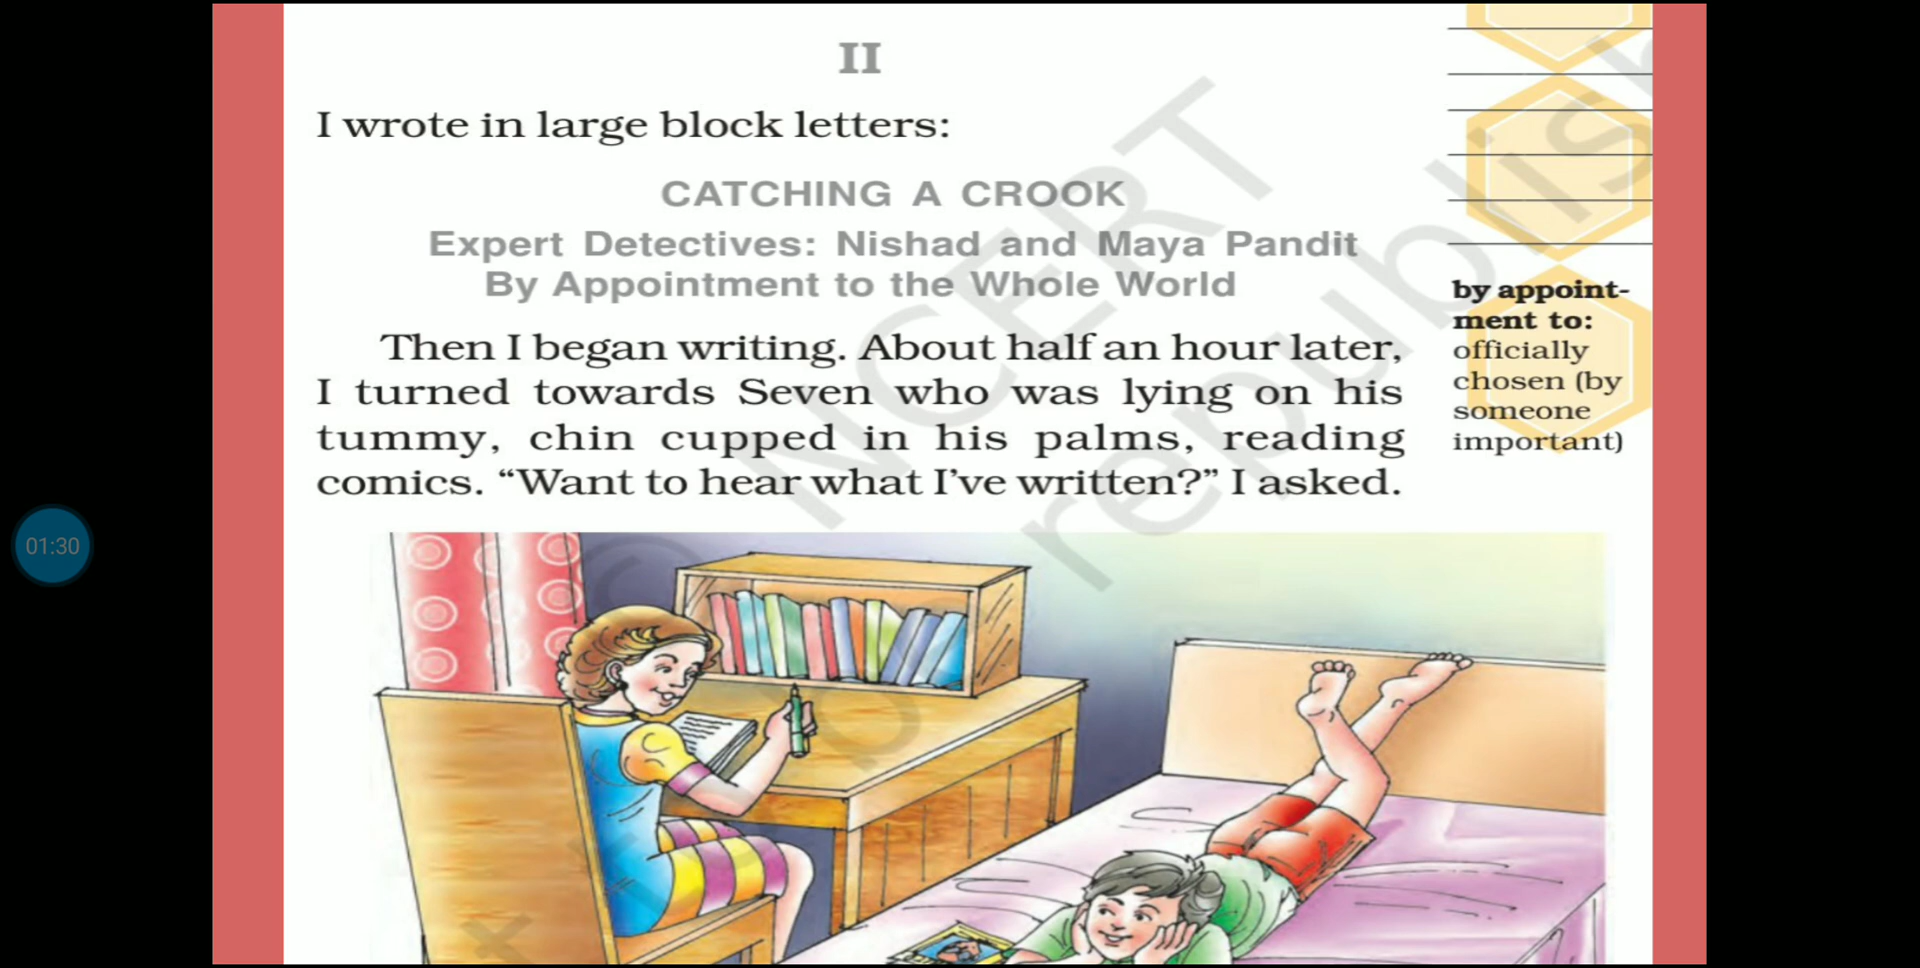 II
I wrote in large block letters:
CATCHING A CROOK
Expert Detectives: Nishad and Maya Pandit
By Appointment to the Whole World
Then I began writing. About half an hour later,
I turned towards Seven who was lying on his
tummy, chin cupped in his palms, reading
comics. “Want to hear what I’ve written?” I asked.
by appoint-
ment to:
officially
chosen (by
someone
important)
01:30
NCERT
republish